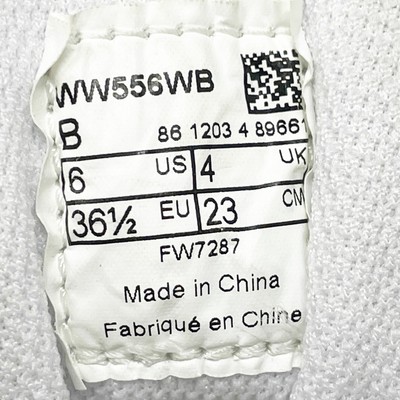 WW556WB
B 86 1203 4 89661
6 US 4 UK
36½ EU 23 CM
FW7287
Made in China
Fabriqué en Chine